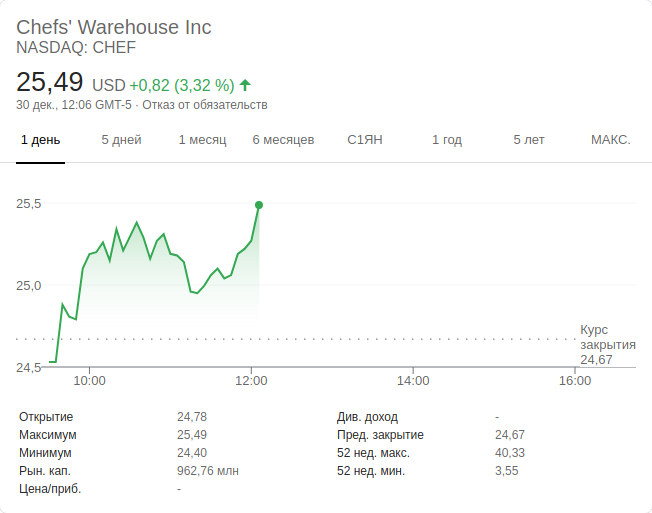 Chefs' Warehouse Inc
NASDAQ: CHEF
25,49 USD +0,82 (3,32 %)
30 дек., 12:06 GMT-5 · Отказ от обязательств
1 день 5 дней 1 месяц 6 месяцев С1ЯН 1 год 5 лет МАКС.
25,5
25,0
Курс
закрытия
24,67
24,5
10:00 12:00 14:00 16:00
Открытие 24,78 Див. доход -
Максимум 25,49 Пред. закрытие 24,67
Минимум 24,40 52 нед. макс. 40,33
Рын. кап. 962,76 млн 52 нед. мин. 3,55
Цена/приб. -